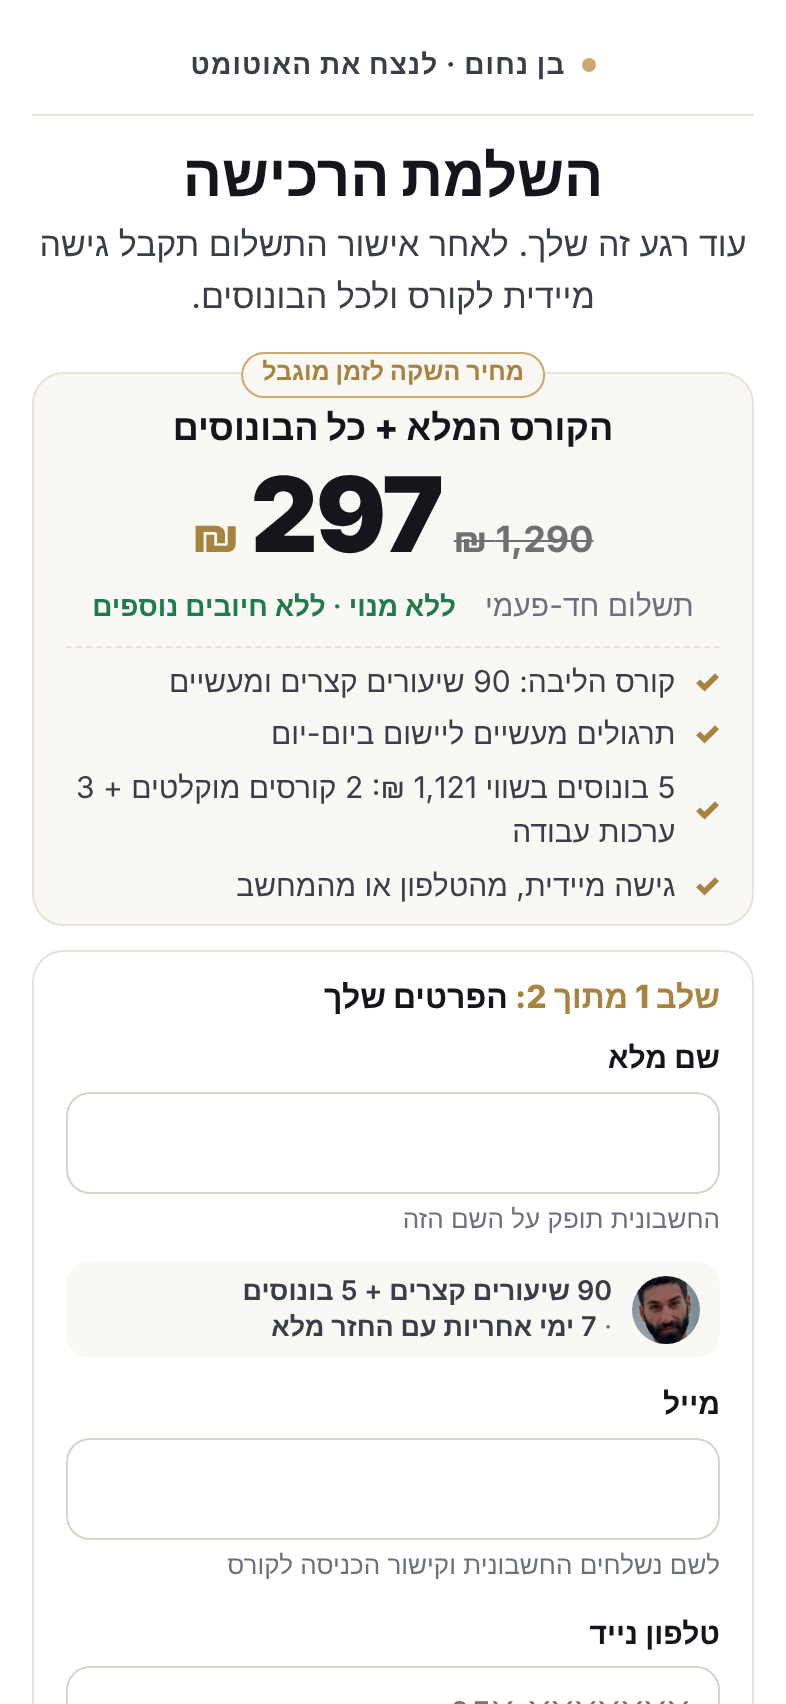 בן נחום · לנצח את האוטומט
השלמת הרכישה
עוד רגע זה שלך. לאחר אישור התשלום תקבל גישה
מיידית לקורס ולכל הבונוסים.
מחיר השקה לזמן מוגבל
הקורס המלא + כל הבונוסים
1,290 ₪ 297 ₪
תשלום חד-פעמי ללא מנוי · ללא חיובים נוספים
קורס הליבה: 90 שיעורים קצרים ומעשיים
תרגולים מעשיים ליישום ביום-יום
5 בונוסים בשווי 1,121 ₪: 2 קורסים מוקלטים + 3
ערכות עבודה
גישה מיידית, מהטלפון או מהמחשב
שלב 1 מתוך 2: הפרטים שלך
שם מלא
החשבונית תופק על השם הזה
90 שיעורים קצרים + 5 בונוסים
· 7 ימי אחריות עם החזר מלא
מייל
לשם נשלחים החשבונית וקישור הכניסה לקורס
טלפון נייד